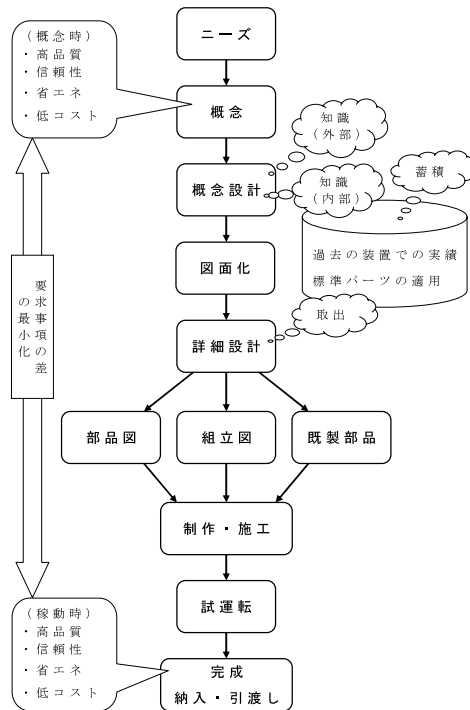 ニーズ
(概念時)
・高品質
・信頼性
・省エネ
・低コスト
概念
知識
(外部)
概念設計
知識
(内部)
蓄積
過去の装置での実績
標準パーツの適用
図面化
取出
詳細設計
要求事項の差
の最小化
部品図
組立図
既製部品
制作・施工
試運転
(稼動時)
・高品質
・信頼性
・省エネ
・低コスト
完成
納入・引渡し